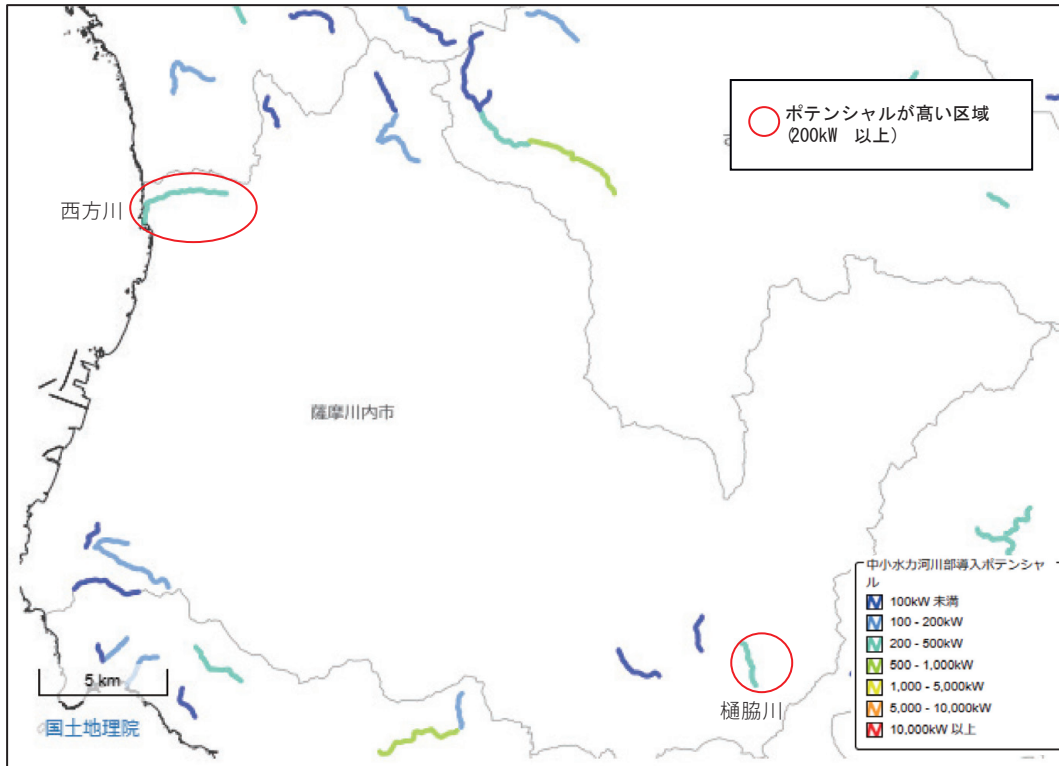 ポテンシャルが高い区域
(200kW 以上)
西方川
薩摩川内市
中小水力河川部導入ポテンシャ
ル
100kW 未満
100 - 200kW
200 - 500kW
500 - 1,000kW
1,000 - 5,000kW
5,000 - 10,000kW
10,000kW 以上
5 km
樋脇川
国土地理院